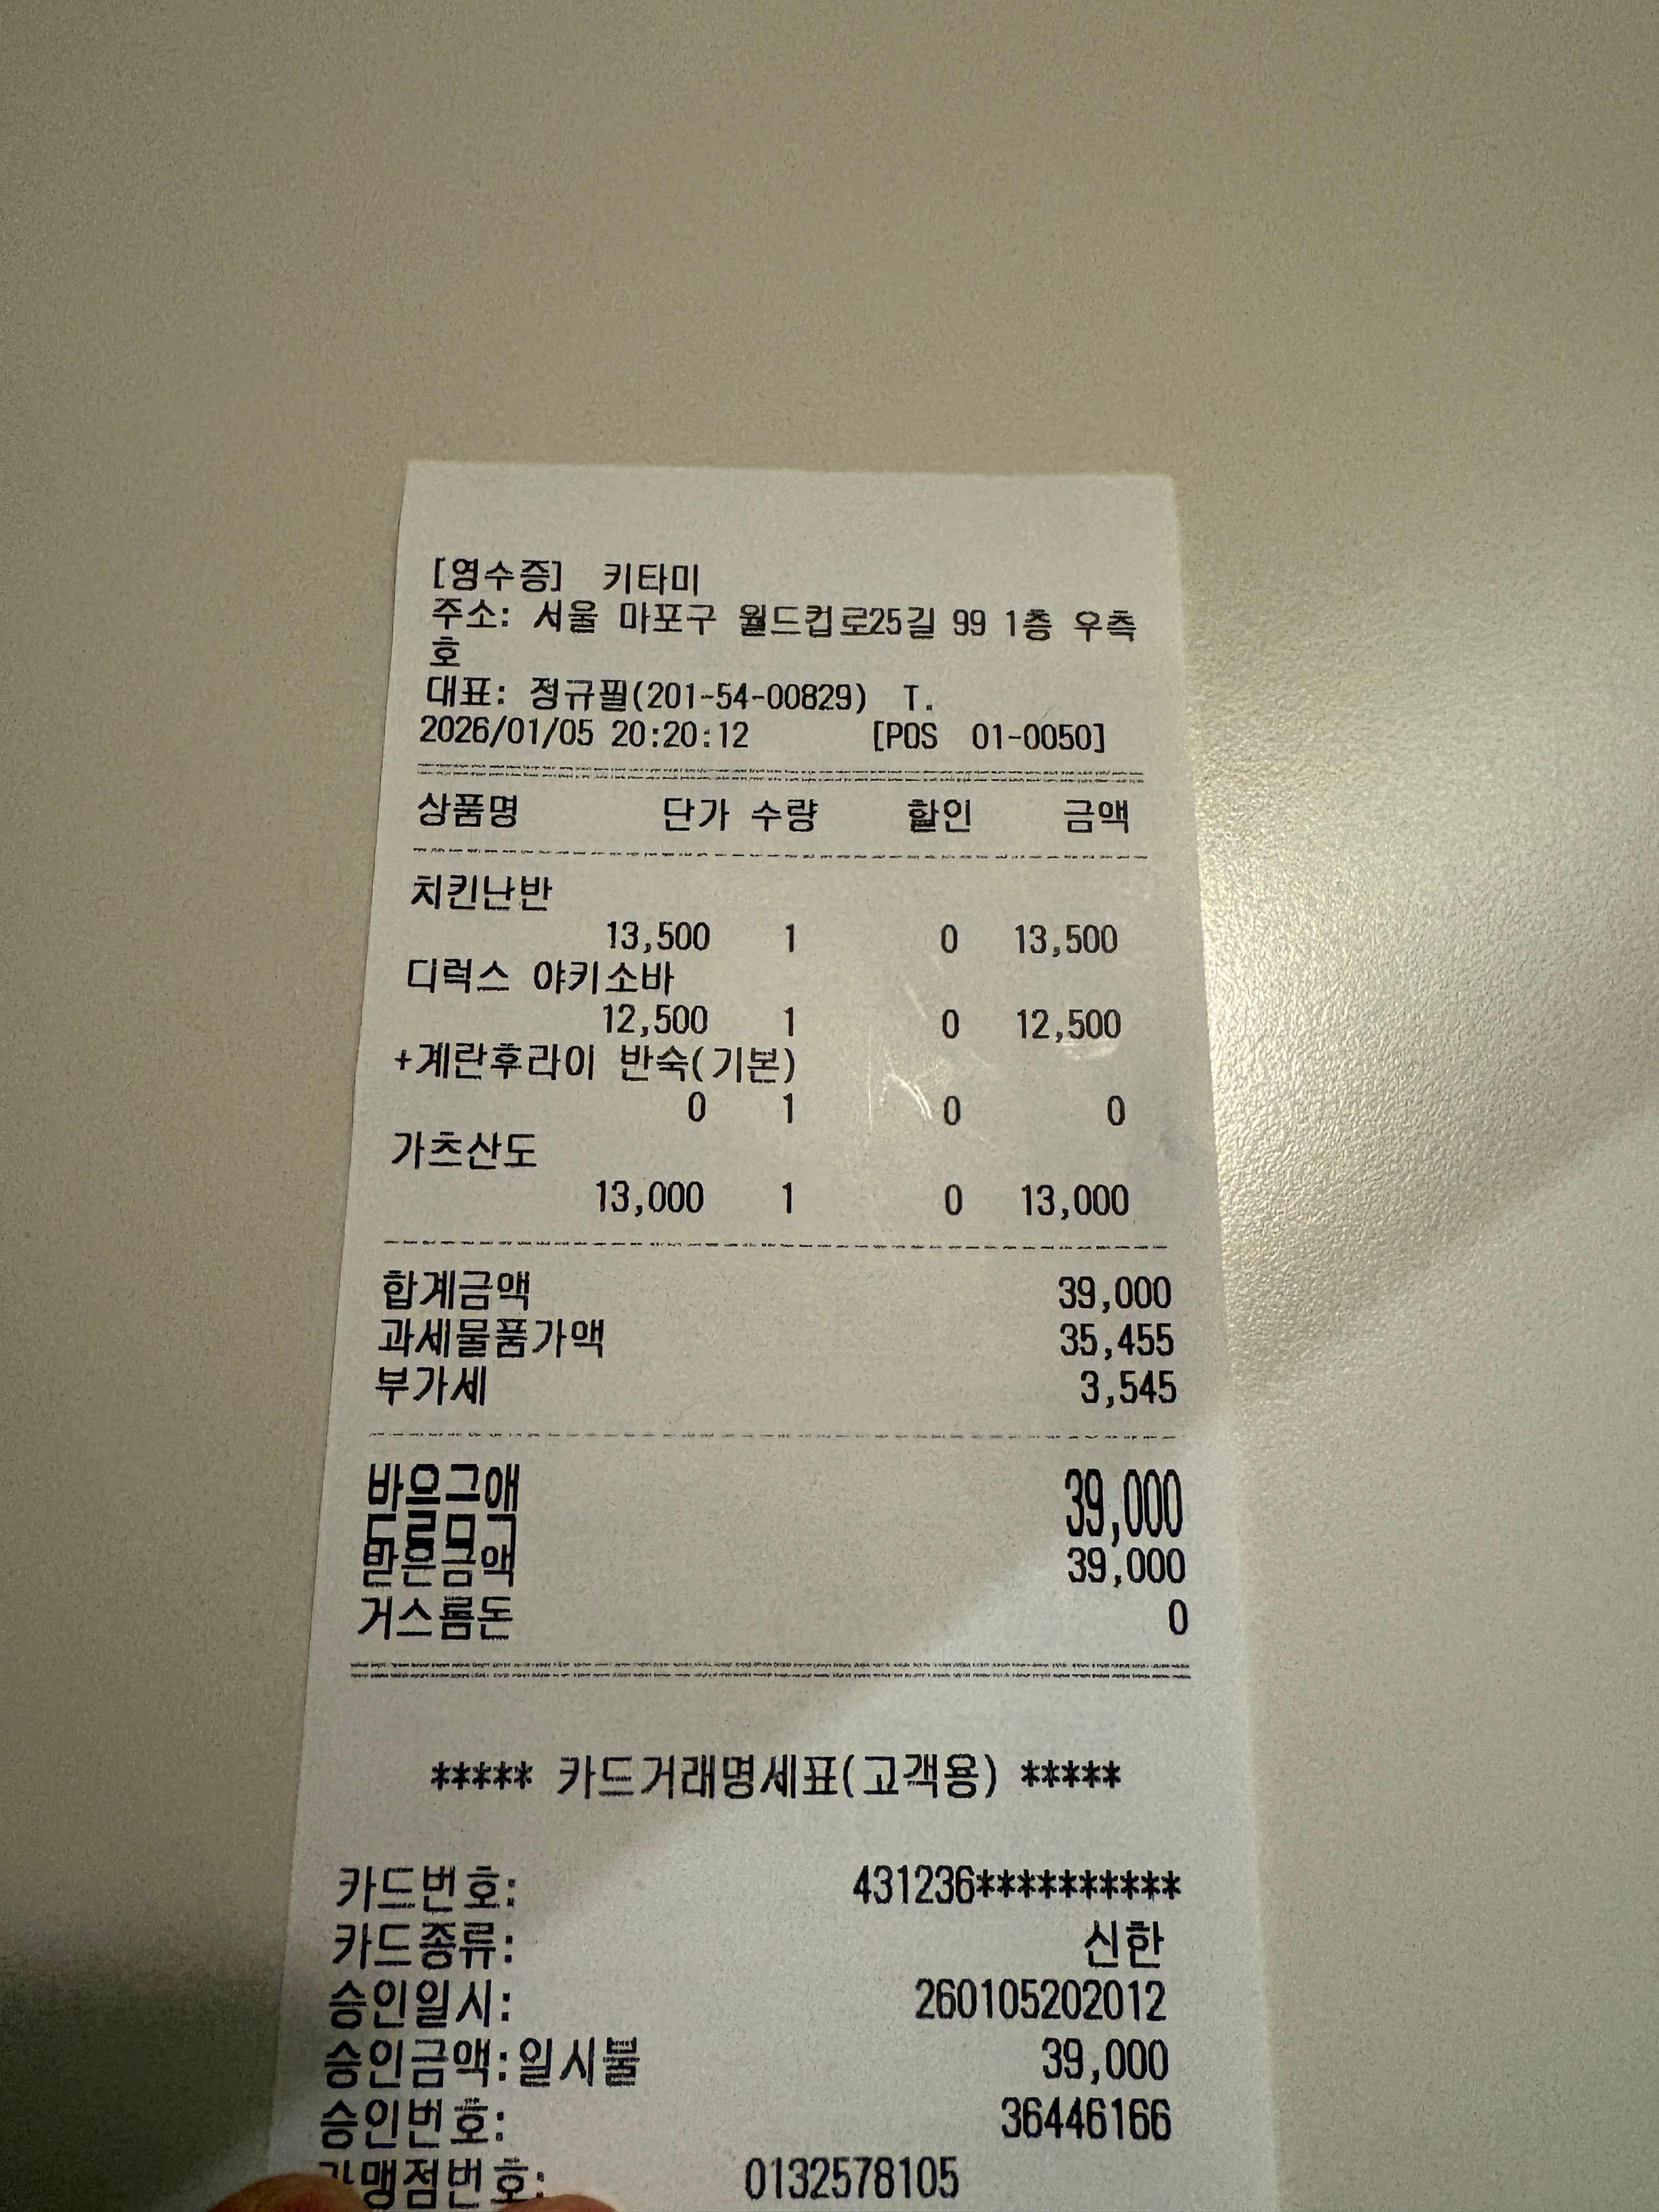 [영수증] 키타미
주소: 서울 마포구 월드컵로25길 99 1층 우측
호
대표: 정규필(201-54-00829) T.
2026/01/05 20:20:12 [POS 01-0050]
상품명 단가 수량 할인 금액
치킨난반
13,500 1 0 13,500
디럭스 야키소바
12,500 1 0 12,500
+계란후라이 반숙(기본)
0 1 0 0
가츠산도
13,000 1 0 13,000
합계금액 39,000
과세물품가액 35,455
부가세 3,545
받을금액 39,000
받은금액 39,000
거스름돈 0
***** 카드거래명세표(고객용) *****
카드번호: 431236**********
카드종류: 신한
승인일시: 260105202012
승인금액:일시불 39,000
승인번호: 36446166
가맹점번호: 0132578105